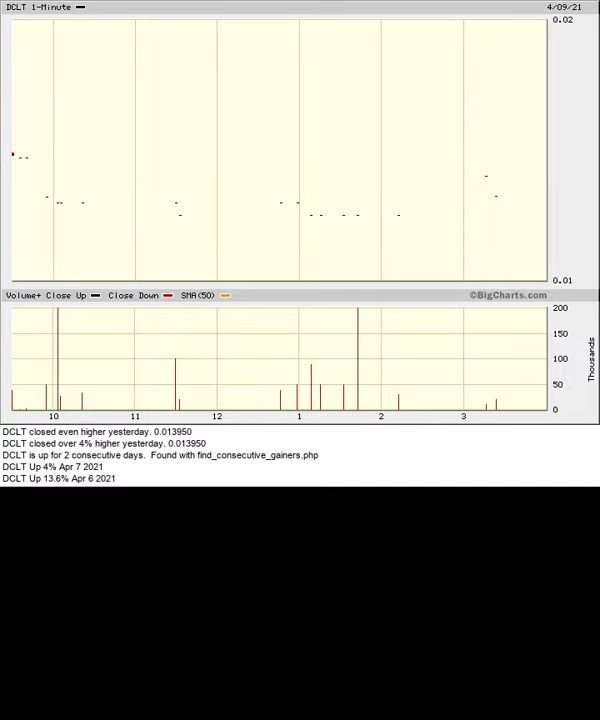 DCLT 1-Minute 4/09/21
0.02
0.01
Volume+ Close Up Close Down SMA(50) ©BigCharts.com
200
150
100
50
0
Thousands
10 11 12 1 2 3
DCLT closed even higher yesterday. 0.013950
DCLT closed over 4% higher yesterday. 0.013950
DCLT is up for 2 consecutive days. Found with find_consecutive_gainers.php
DCLT Up 4% Apr 7 2021
DCLT Up 13.6% Apr 6 2021